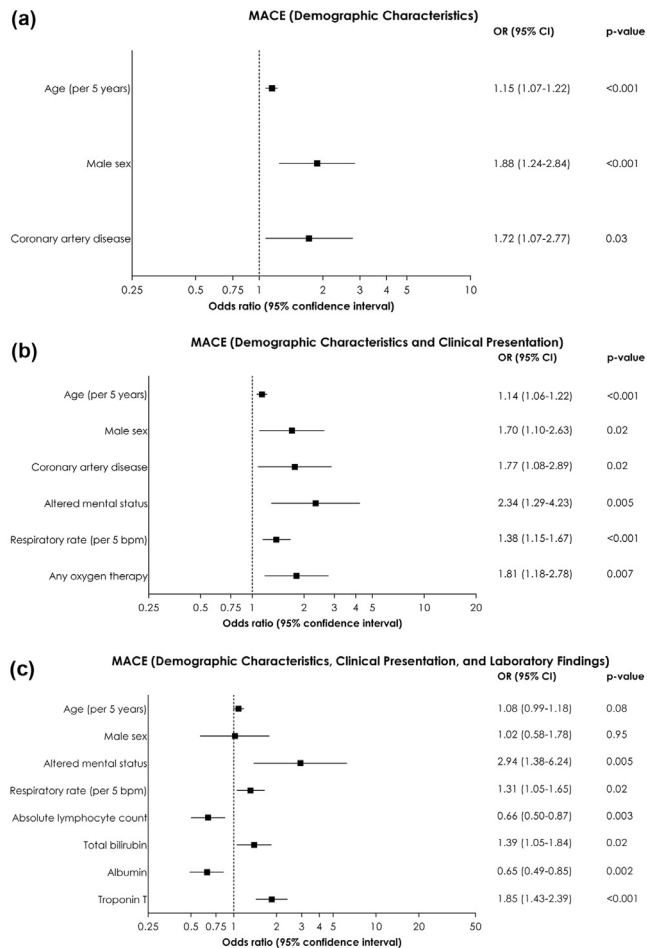 (a)
MACE (Demographic Characteristics)
OR (95% CI) p-value
Age (per 5 years) 1.15 (1.07-1.22) <0.001
Male sex 1.88 (1.24-2.84) <0.001
Coronary artery disease 1.72 (1.07-2.77) 0.03
0.25 0.5 0.75 1 2 3 4 5 10
Odds ratio (95% confidence interval)
(b)
MACE (Demographic Characteristics and Clinical Presentation)
OR (95% CI) p-value
Age (per 5 years) 1.14 (1.06-1.22) <0.001
Male sex 1.70 (1.10-2.63) 0.02
Coronary artery disease 1.77 (1.08-2.89) 0.02
Altered mental status 2.34 (1.29-4.23) 0.005
Respiratory rate (per 5 bpm) 1.38 (1.15-1.67) <0.001
Any oxygen therapy 1.81 (1.18-2.78) 0.007
0.25 0.5 0.75 1 2 3 4 5 10 20
Odds ratio (95% confidence interval)
(c)
MACE (Demographic Characteristics, Clinical Presentation, and Laboratory Findings)
OR (95% CI) p-value
Age (per 5 years) 1.08 (0.99-1.18) 0.08
Male sex 1.02 (0.58-1.78) 0.95
Altered mental status 2.94 (1.38-6.24) 0.005
Respiratory rate (per 5 bpm) 1.31 (1.05-1.65) 0.02
Absolute lymphocyte count 0.66 (0.50-0.87) 0.003
Total bilirubin 1.39 (1.05-1.84) 0.02
Albumin 0.65 (0.49-0.85) 0.002
Troponin T 1.85 (1.43-2.39) <0.001
0.25 0.5 0.75 1 2 3 4 5 10 20 50
Odds ratio (95% confidence interval)